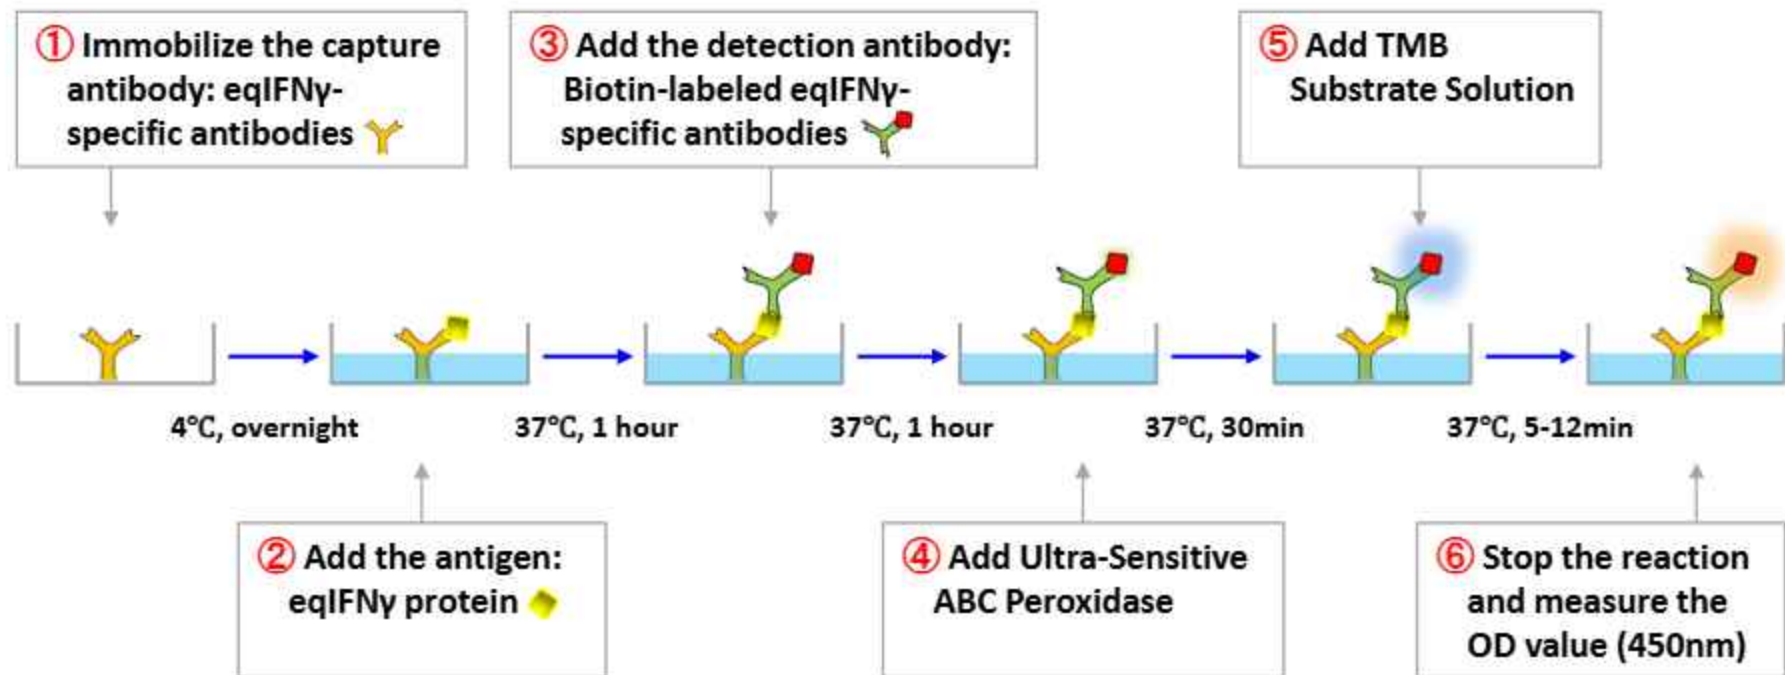 ① Immobilize the capture
antibody: eqIFNγ-
specific antibodies
③ Add the detection antibody:
Biotin-labeled eqIFNγ-
specific antibodies
⑤ Add TMB
Substrate Solution
4℃, overnight
37℃, 1 hour
37℃, 1 hour
37℃, 30min
37℃, 5-12min
② Add the antigen:
eqIFNγ protein
④ Add Ultra-Sensitive
ABC Peroxidase
⑥ Stop the reaction
and measure the
OD value (450nm)